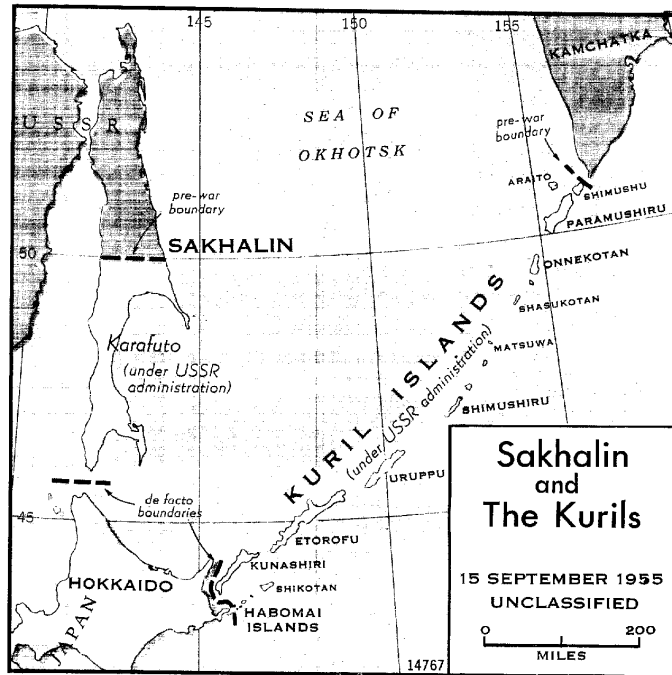 145
150
155
KAMCHATKA
USSR
SEA OF
OKHOTSK
pre-war
boundary
ARAITO
SHIMUSHU
PARAMUSHIRU
pre-war
boundary
50
SAKHALIN
ONNEKOTAN
SHASUKOTAN
Karafuto
(under USSR
administration)
MATSUWA
KURIL ISLANDS
(under USSR administration)
SHIMUSHIRU
URUPPU
de facto
boundaries
45
ETOROFU
KUNASHIRI
SHIKOTAN
HOKKAIDO
HABOMAI
ISLANDS
JAPAN
Sakhalin
and
The Kurils
15 SEPTEMBER 1955
UNCLASSIFIED
0 200
MILES
14767